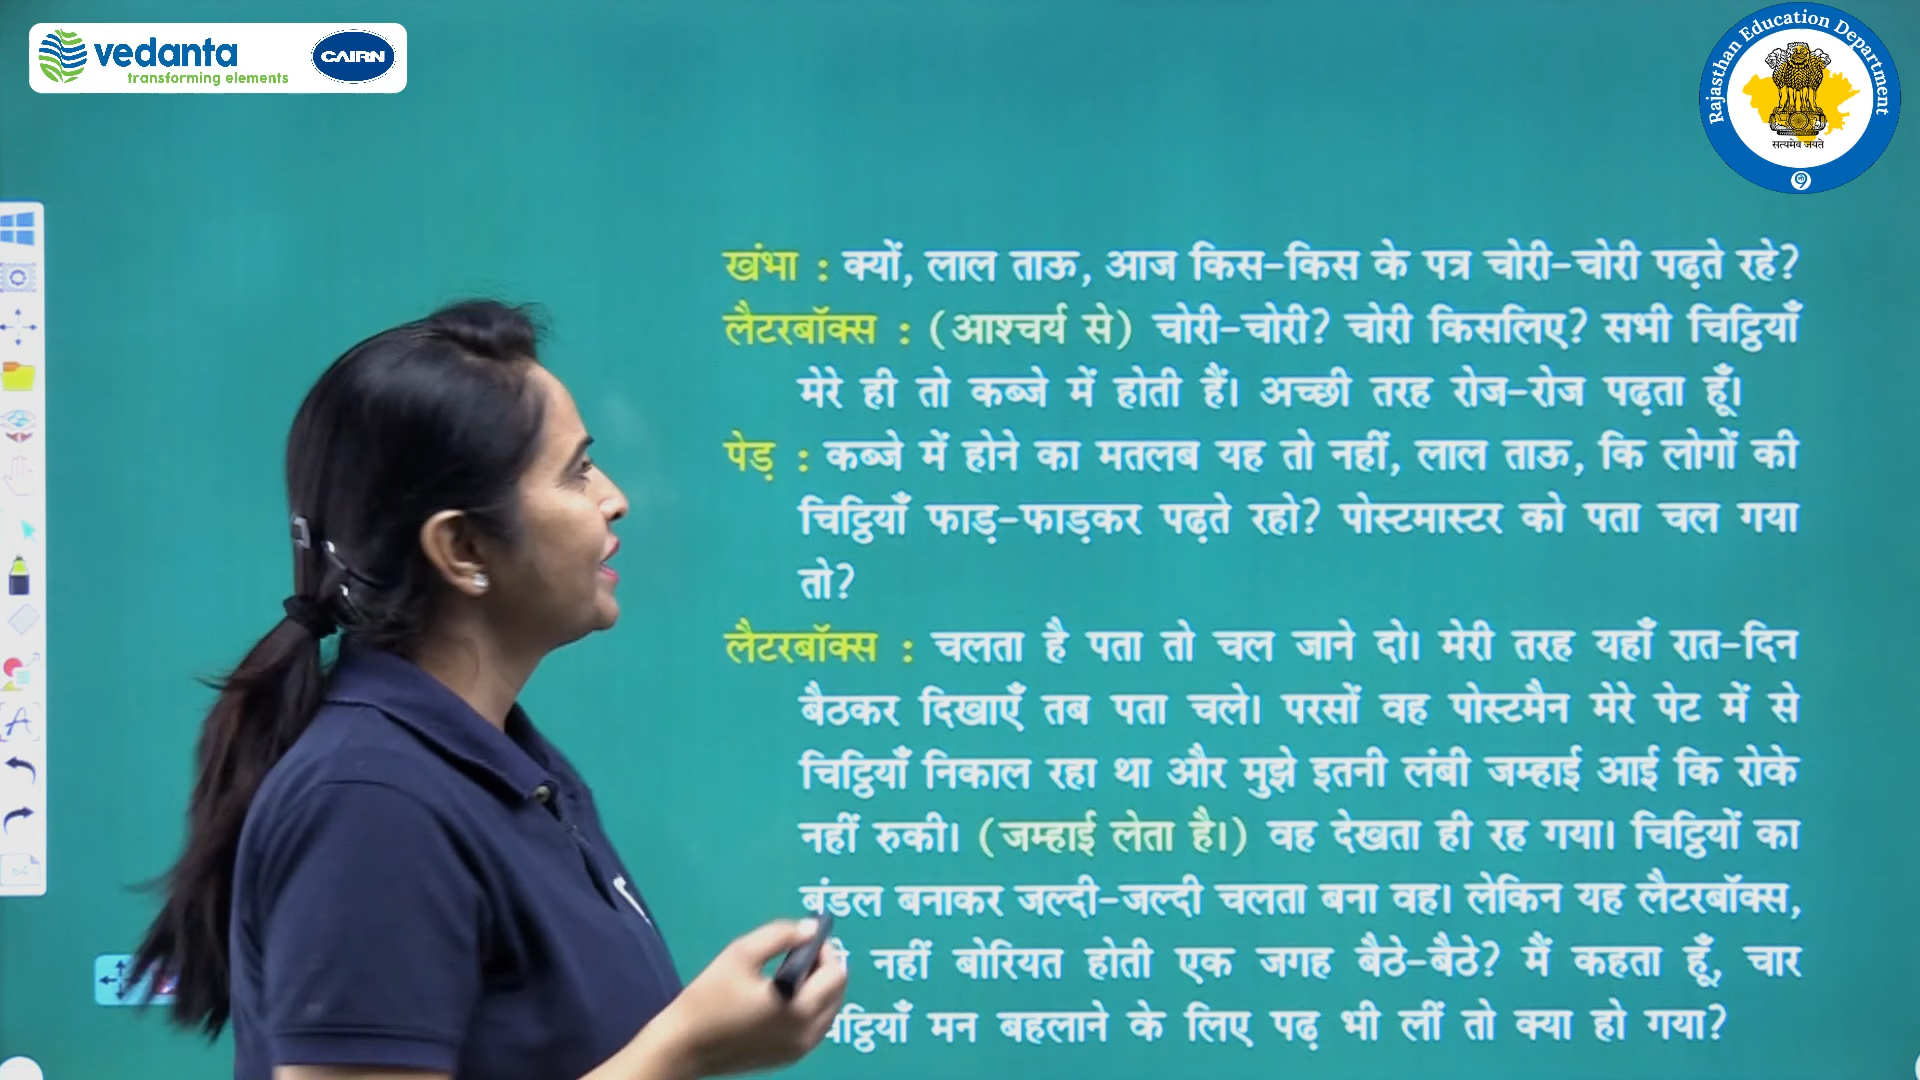 vedanta
transforming elements
CAIRN
Rajasthan Education Department
सत्यमेव जयते
खंभा : क्यों, लाल ताऊ, आज किस-किस के पत्र चोरी-चोरी पढ़ते रहे?
लैटरबॉक्स : (आश्चर्य से) चोरी-चोरी? चोरी किसलिए? सभी चिट्ठियाँ
मेरे ही तो कब्जे में होती हैं। अच्छी तरह रोज-रोज पढ़ता हूँ।
पेड़ : कब्जे में होने का मतलब यह तो नहीं, लाल ताऊ, कि लोगों की
चिट्ठियाँ फाड़-फाड़कर पढ़ते रहो? पोस्टमास्टर को पता चल गया
तो?
लैटरबॉक्स : चलता है पता तो चल जाने दो। मेरी तरह यहाँ रात-दिन
बैठकर दिखाएँ तब पता चले। परसों वह पोस्टमैन मेरे पेट में से
चिट्ठियाँ निकाल रहा था और मुझे इतनी लंबी जम्हाई आई कि रोके
नहीं रुकी। (जम्हाई लेता है।) वह देखता ही रह गया। चिट्ठियों का
बंडल बनाकर जल्दी-जल्दी चलता बना वह। लेकिन यह लैटरबॉक्स,
नहीं बोरियत होती एक जगह बैठे-बैठे? मैं कहता हूँ, चार
मन बहलाने के लिए पढ़ भी लीं तो क्या हो गया?